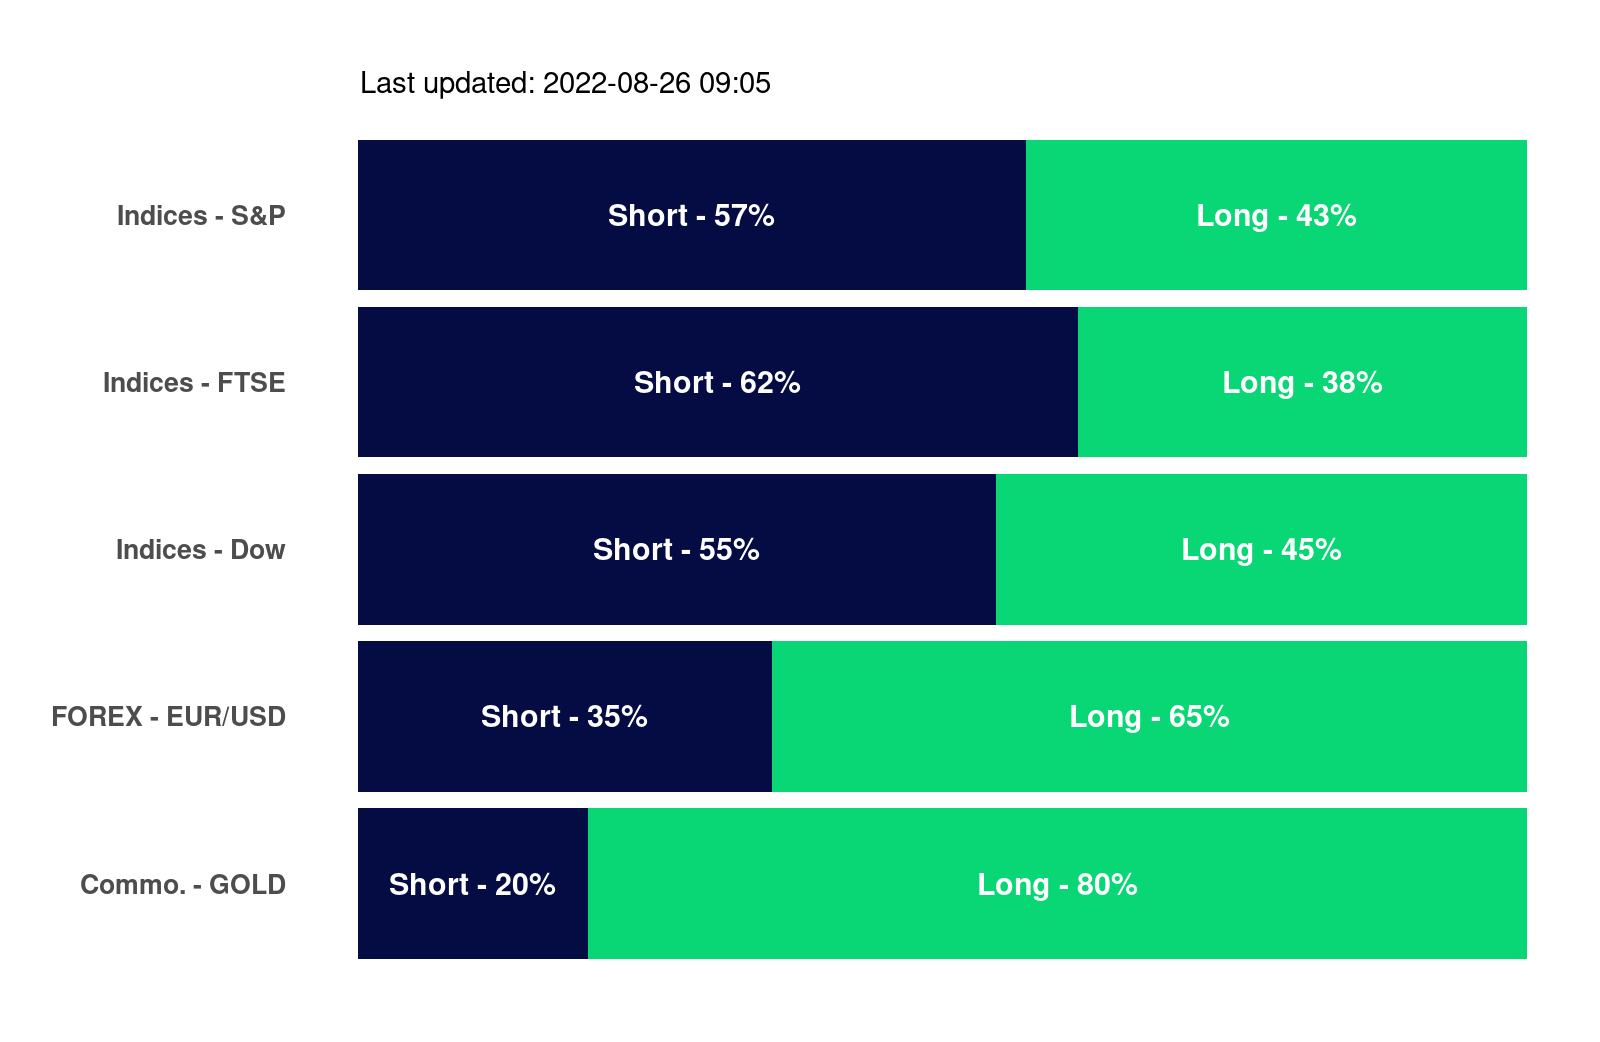 Last updated: 2022-08-26 09:05
Indices - S&P Short - 57% Long - 43%
Indices - FTSE Short - 62% Long - 38%
Indices - Dow Short - 55% Long - 45%
FOREX - EUR/USD Short - 35% Long - 65%
Commo. - GOLD Short - 20% Long - 80%